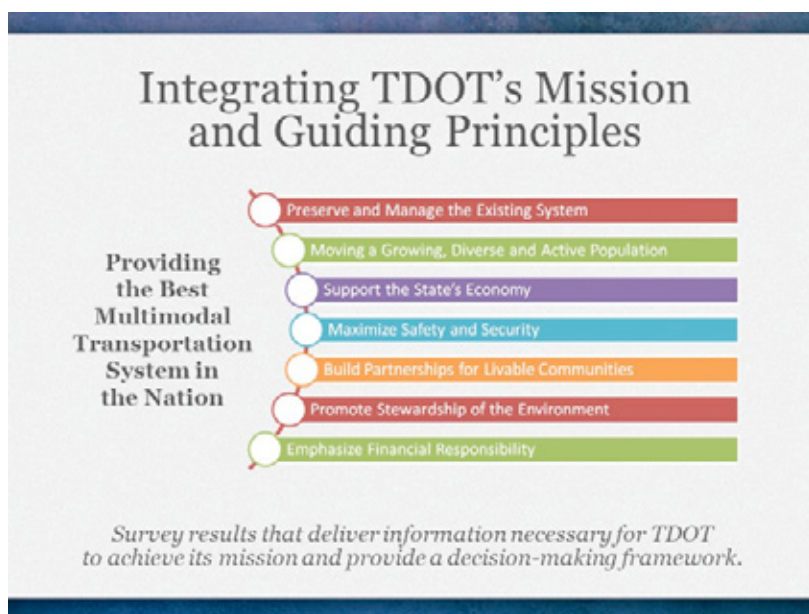 Integrating TDOT's Mission
and Guiding Principles
Providing
the Best
Multimodal
Transportation
System in
the Nation
Preserve and Manage the Existing System
Moving a Growing, Diverse and Active Population
Support the State's Economy
Maximize Safety and Security
Build Partnerships for Livable Communities
Promote Stewardship of the Environment
Emphasize Financial Responsibility
Survey results that deliver information necessary for TDOT
to achieve its mission and provide a decision-making framework.